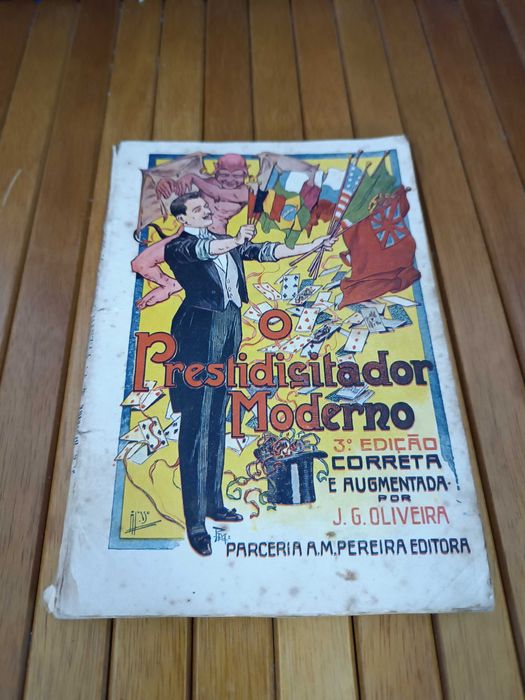 O
Prestidigitador
Moderno
3ª EDIÇÃO
CORRETA
E AUGMENTADA
POR
J. G. OLIVEIRA
PARCERIA A. M. PEREIRA EDITORA